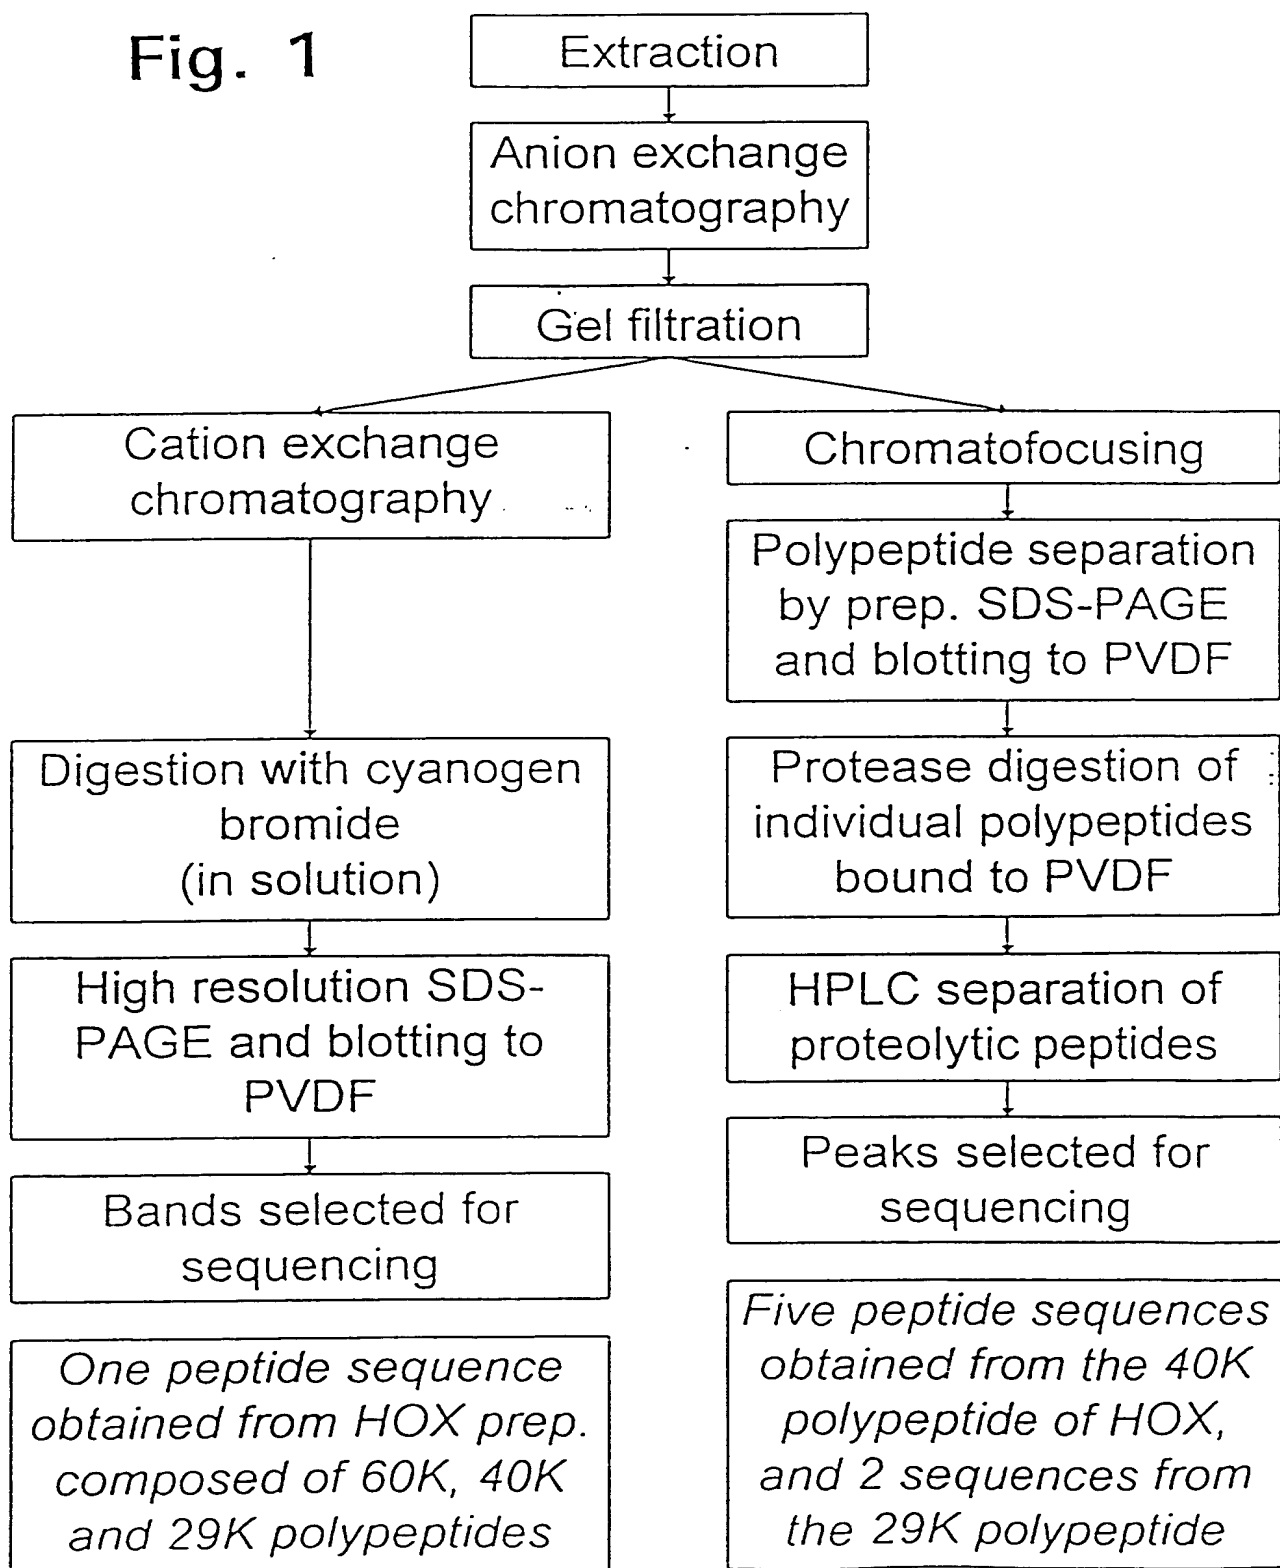 Fig. 1
Extraction
Anion exchange
chromatography
Gel filtration
Cation exchange
chromatography
Digestion with cyanogen
bromide
(in solution)
High resolution SDS-
PAGE and blotting to
PVDF
Bands selected for
sequencing
One peptide sequence
obtained from HOX prep.
composed of 60K, 40K
and 29K polypeptides
Chromatofocusing
Polypeptide separation
by prep. SDS-PAGE
and blotting to PVDF
Protease digestion of
individual polypeptides
bound to PVDF
HPLC separation of
proteolytic peptides
Peaks selected for
sequencing
Five peptide sequences
obtained from the 40K
polypeptide of HOX,
and 2 sequences from
the 29K polypeptide